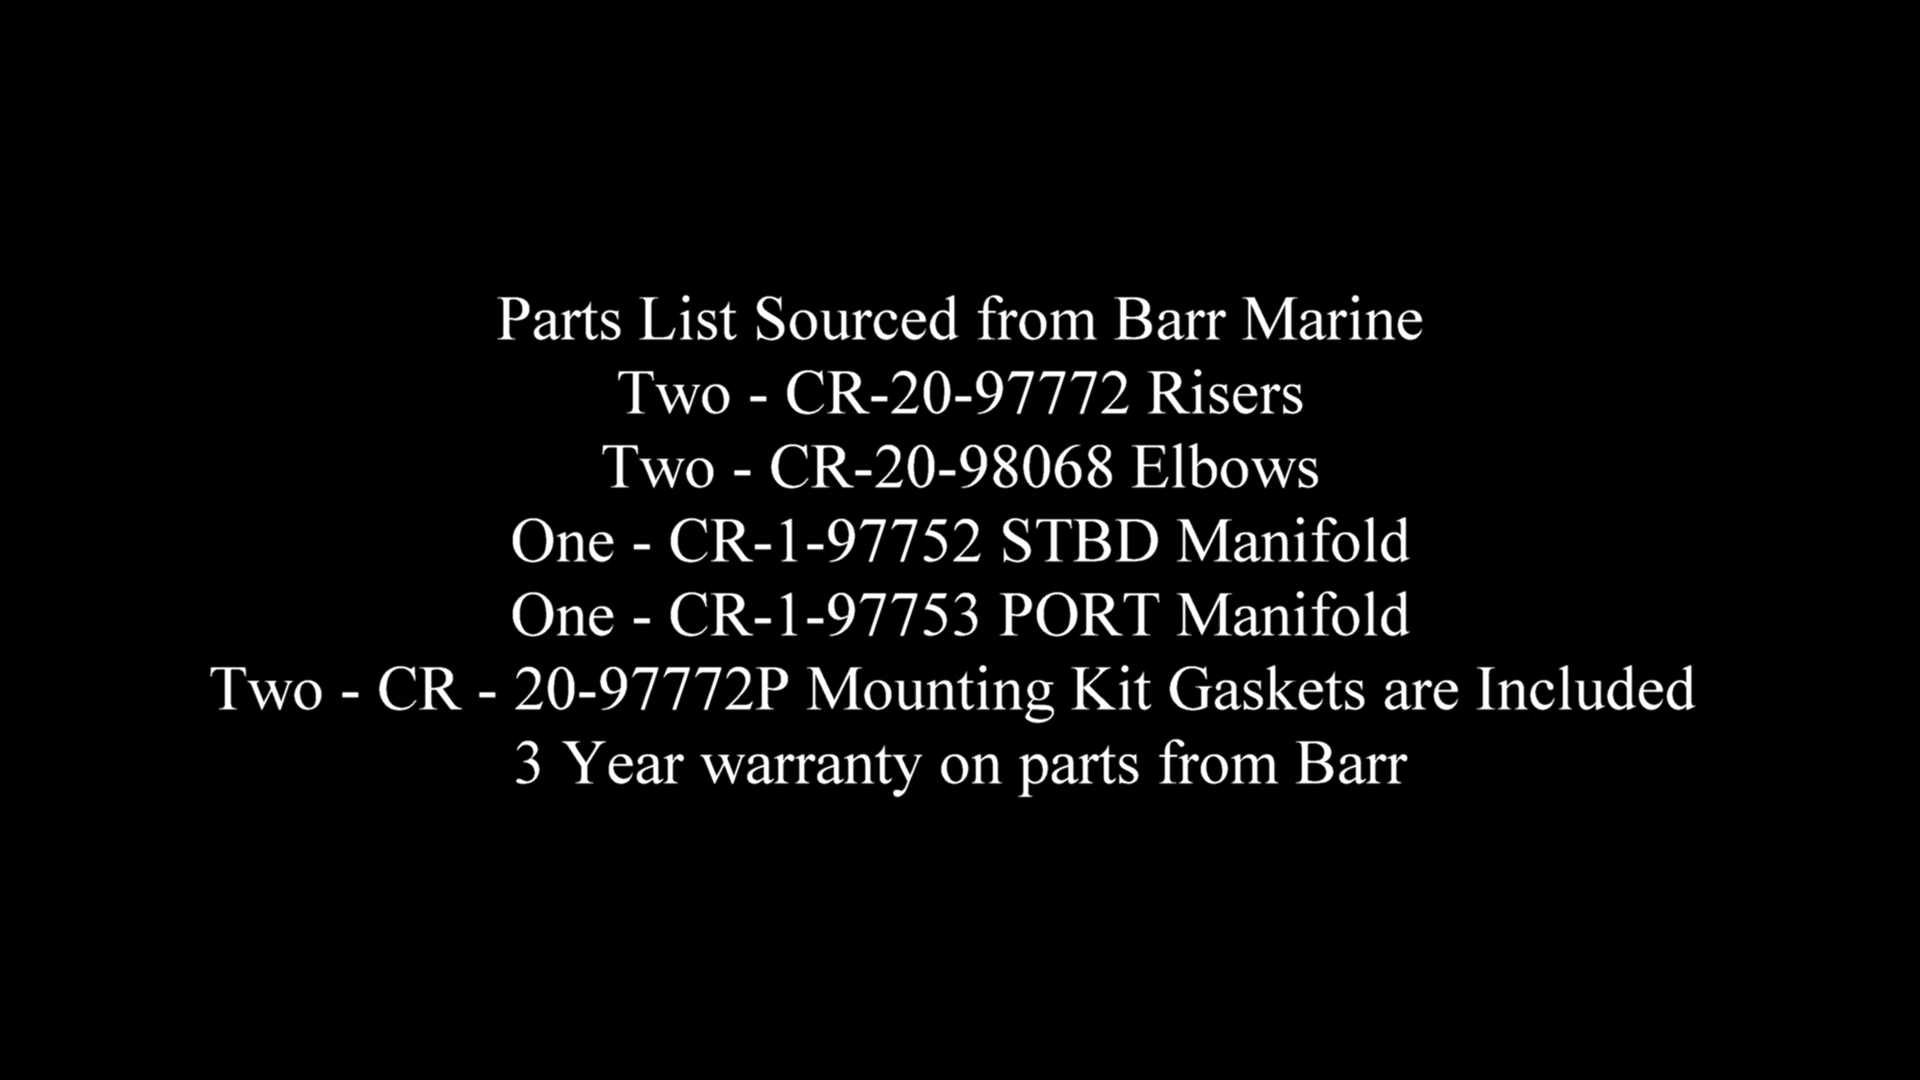 Parts List Sourced from Barr Marine
Two - CR-20-97772 Risers
Two - CR-20-98068 Elbows
One - CR-1-97752 STBD Manifold
One - CR-1-97753 PORT Manifold
Two - CR - 20-97772P Mounting Kit Gaskets are Included
3 Year warranty on parts from Barr